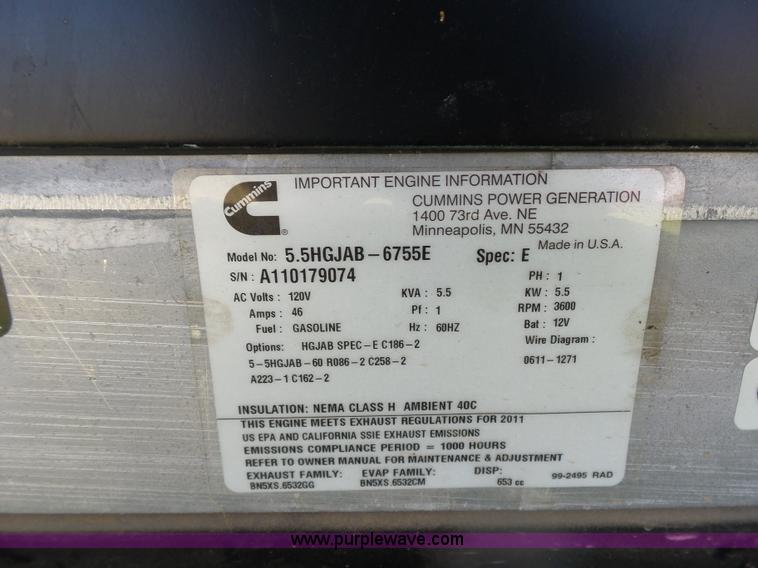 Cummins
IMPORTANT ENGINE INFORMATION
CUMMINS POWER GENERATION
1400 73rd Ave. NE
Minneapolis, MN 55432
Made in U.S.A.
Model No: 5.5HGJAB-6755E Spec: E
S/N : A110179074 PH : 1
AC Volts : 120V KVA : 5.5 KW : 5.5
Amps : 46 Pf : 1 RPM : 3600
Fuel : GASOLINE Hz : 60HZ Bat : 12V
Options: HGJAB SPEC-E C186-2 Wire Diagram :
5-5HGJAB-60 R086-2 C258-2 0611-1271
A223-1 C162-2
INSULATION: NEMA CLASS H AMBIENT 40C
THIS ENGINE MEETS EXHAUST REGULATIONS FOR 2011
US EPA AND CALIFORNIA SSIE EXHAUST EMISSIONS
EMISSIONS COMPLIANCE PERIOD = 1000 HOURS
REFER TO OWNER MANUAL FOR MAINTENANCE & ADJUSTMENT
EXHAUST FAMILY: EVAP FAMILY: DISP:
BN5XS.6532GG BN5XS.6532CM 653 cc 99-2495 RAD
www.purplewave.com